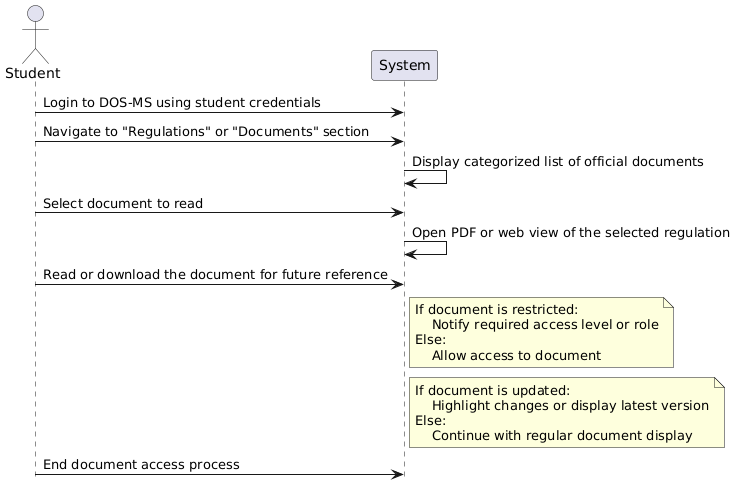 Student
System
Login to DOS-MS using student credentials
Navigate to "Regulations" or "Documents" section
Display categorized list of official documents
Select document to read
Open PDF or web view of the selected regulation
Read or download the document for future reference
If document is restricted:
Notify required access level or role
Else:
Allow access to document
If document is updated:
Highlight changes or display latest version
Else:
Continue with regular document display
End document access process